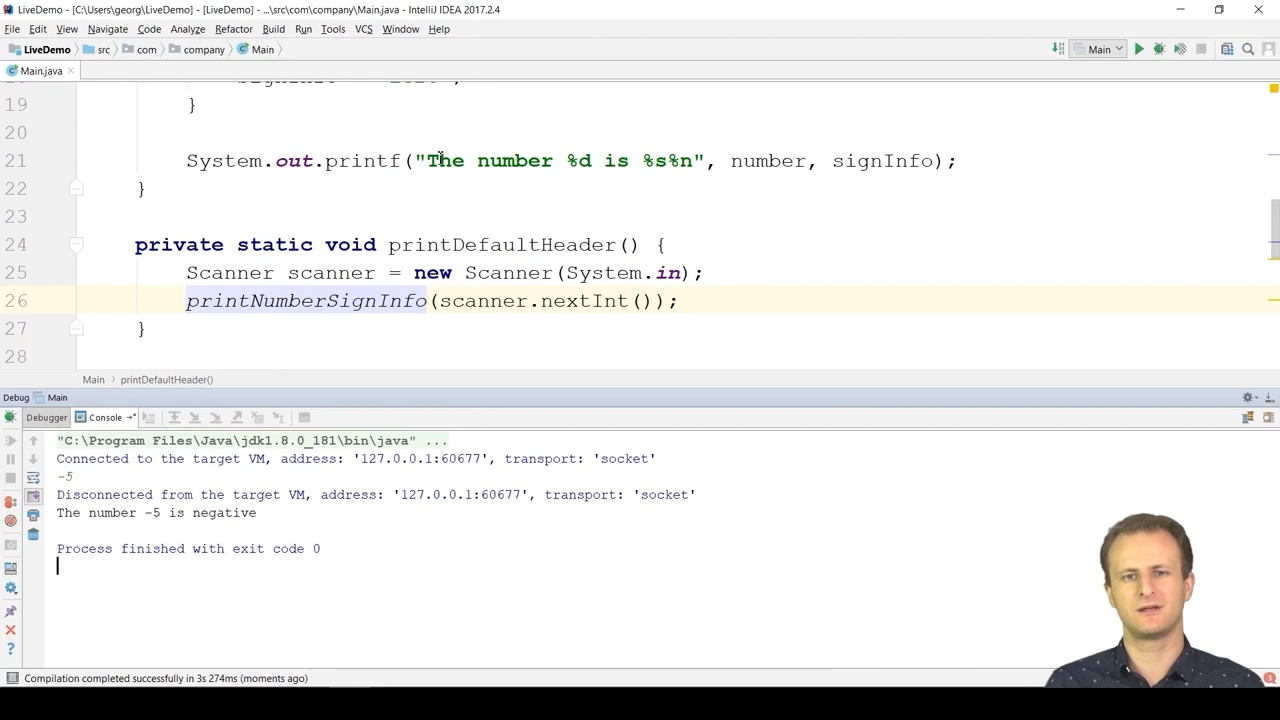 LiveDemo - [C:\Users\georg\LiveDemo] - [LiveDemo] - ...\src\com\company\Main.java - IntelliJ IDEA 2017.2.4
File Edit View Navigate Code Analyze Refactor Build Run Tools VCS Window Help
LiveDemo src com company Main Main
Main.java
19 }
20
21 System.out.printf("The number %d is %s%n", number, signInfo);
22 }
23
24 private static void printDefaultHeader() {
25 Scanner scanner = new Scanner(System.in);
26 printNumberSignInfo(scanner.nextInt());
27 }
28
Main printDefaultHeader()
Debug Main
Debugger Console
"C:\Program Files\Java\jdk1.8.0_181\bin\java" ...
Connected to the target VM, address: '127.0.0.1:60677', transport: 'socket'
-5
Disconnected from the target VM, address: '127.0.0.1:60677', transport: 'socket'
The number -5 is negative
Process finished with exit code 0
Compilation completed successfully in 3s 274ms (moments ago)